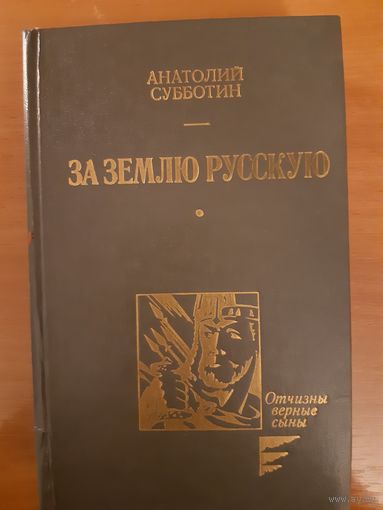 АНАТОЛИЙ
СУББОТИН
ЗА ЗЕМЛЮ РУССКУЮ
Отчизны
верные
сыны